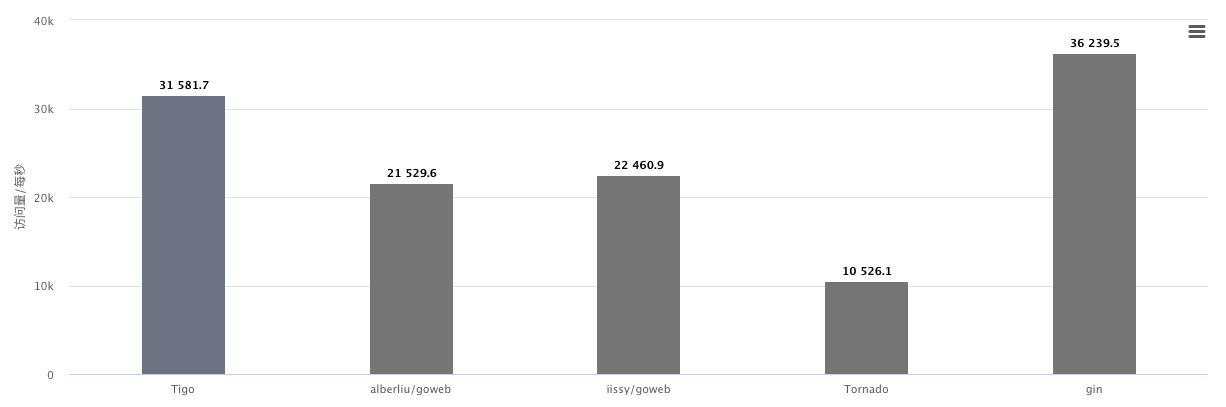 40k
30k
20k
10k
0
访问量/每秒
31 581.7
21 529.6
22 460.9
10 526.1
36 239.5
Tigo
alberliu/goweb
iissy/goweb
Tornado
gin